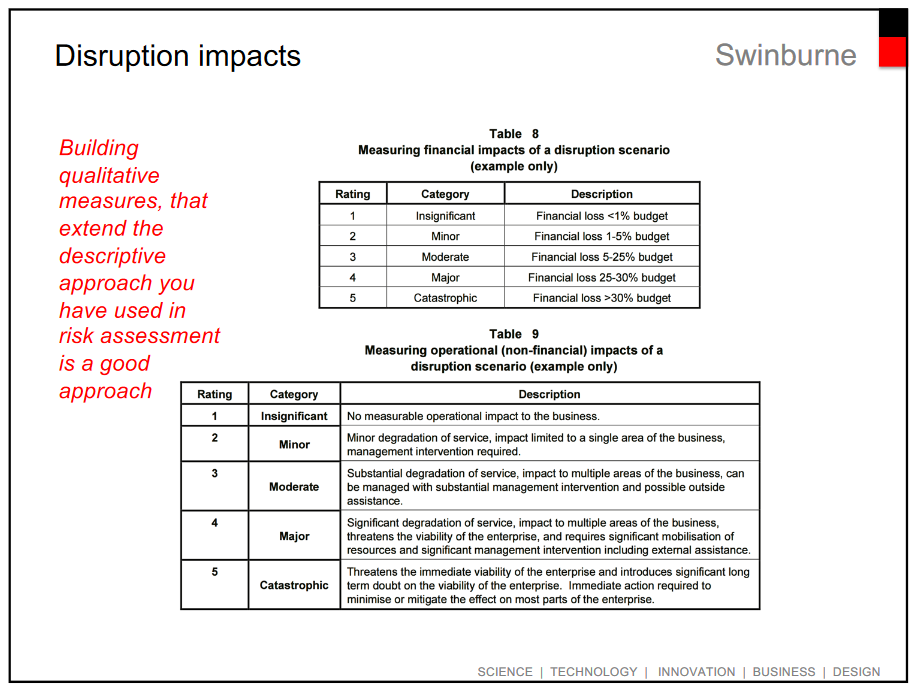 Disruption impacts
Swinburne
Building
qualitative
measures, that
extend the
descriptive
approach you
have used in
risk assessment
is a good
approach
Table 8
Measuring financial impacts of a disruption scenario
(example only)
Rating Category Description
1 Insignificant Financial loss <1% budget
2 Minor Financial loss 1-5% budget
3 Moderate Financial loss 5-25% budget
4 Major Financial loss 25-30% budget
5 Catastrophic Financial loss >30% budget
Table 9
Measuring operational (non-financial) impacts of a
disruption scenario (example only)
Rating Category Description
1 Insignificant No measurable operational impact to the business.
2 Minor Minor degradation of service, impact limited to a single area of the business,
management intervention required.
3 Moderate Substantial degradation of service, impact to multiple areas of the business, can
be managed with substantial management intervention and possible outside
assistance.
4 Major Significant degradation of service, impact to multiple areas of the business,
threatens the viability of the enterprise, and requires significant mobilisation of
resources and significant management intervention including external assistance.
5 Catastrophic Threatens the immediate viability of the enterprise and introduces significant long
term doubt on the viability of the enterprise. Immediate action required to
minimise or mitigate the effect on most parts of the enterprise.
SCIENCE | TECHNOLOGY | INNOVATION | BUSINESS | DESIGN